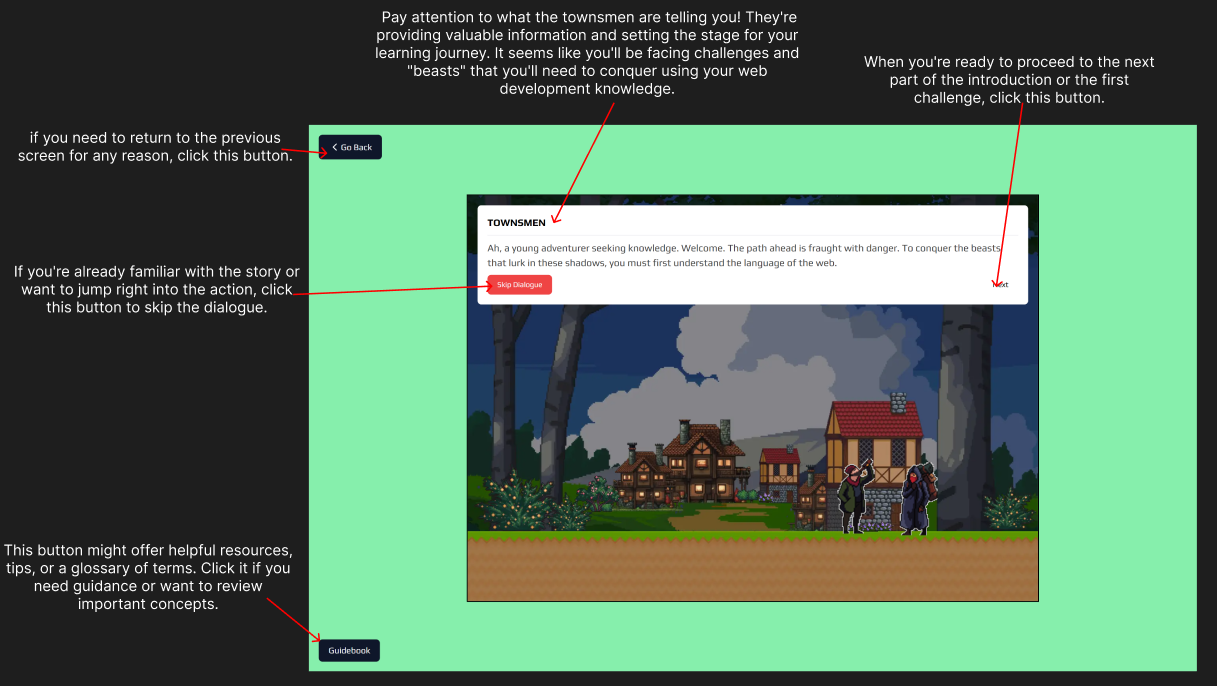 Pay attention to what the townsmen are telling you! They're
providing valuable information and setting the stage for your
learning journey. It seems like you'll be facing challenges and
"beasts" that you'll need to conquer using your web
development knowledge.
When you're ready to proceed to the next
part of the introduction or the first
challenge, click this button.
if you need to return to the previous
screen for any reason, click this button.
Go Back
TOWNSMEN
Ah, a young adventurer seeking knowledge. Welcome. The path ahead is fraught with danger. To conquer the beasts
that lurk in these shadows, you must first understand the language of the web.
Skip Dialogue
Next
If you're already familiar with the story or
want to jump right into the action, click
this button to skip the dialogue.
This button might offer helpful resources,
tips, or a glossary of terms. Click it if you
need guidance or want to review
important concepts.
Guidebook